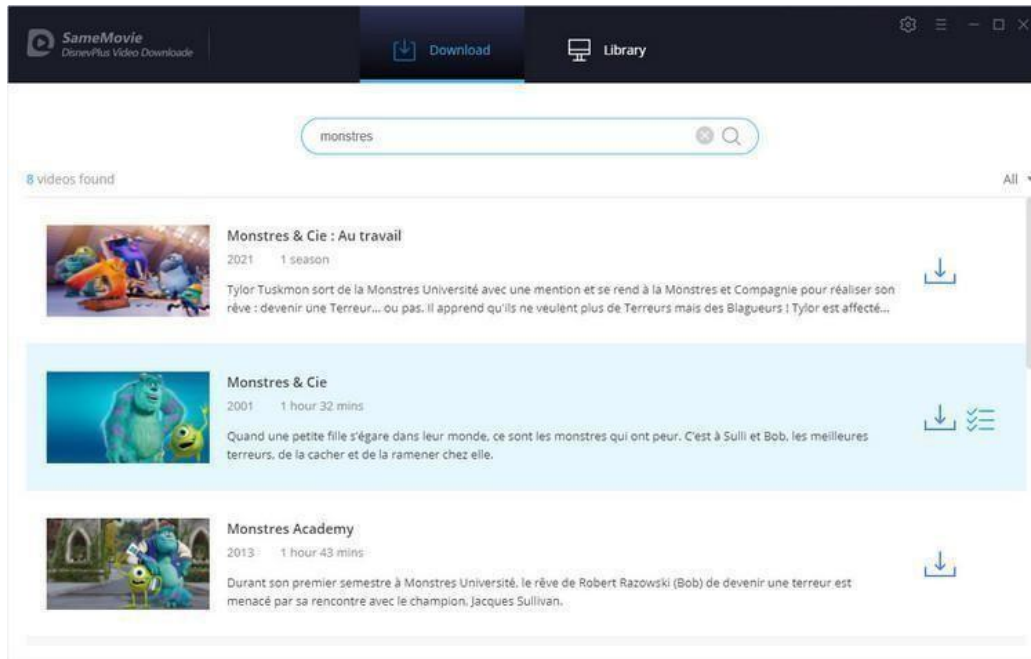 SameMovie
DisnevPlus Video Downloade
Download
Library
monstres
8 videos found
All
Monstres & Cie : Au travail
2021 1 season
Tylor Tuskmon sort de la Monstres Université avec une mention et se rend à la Monstres et Compagnie pour réaliser son
rêve : devenir une Terreur... ou pas. Il apprend qu'ils ne veulent plus de Terreurs mais des Blagueurs ! Tylor est affecté...
Monstres & Cie
2001 1 hour 32 mins
Quand une petite fille s'égare dans leur monde, ce sont les monstres qui ont peur. C'est à Sulli et Bob, les meilleures
terreurs, de la cacher et de la ramener chez elle.
Monstres Academy
2013 1 hour 43 mins
Durant son premier semestre à Monstres Université, le rêve de Robert Razowski (Bob) de devenir une terreur est
menacé par sa rencontre avec le champion, Jacques Sullivan.